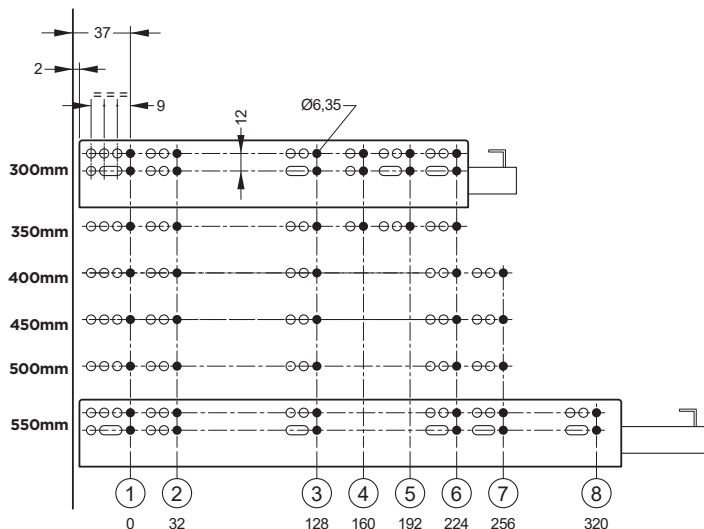 37
2
= = =
9
12
Ø6,35
300mm
350mm
400mm
450mm
500mm
550mm
1 2 3 4 5 6 7 8
0 32 128 160 192 224 256 320